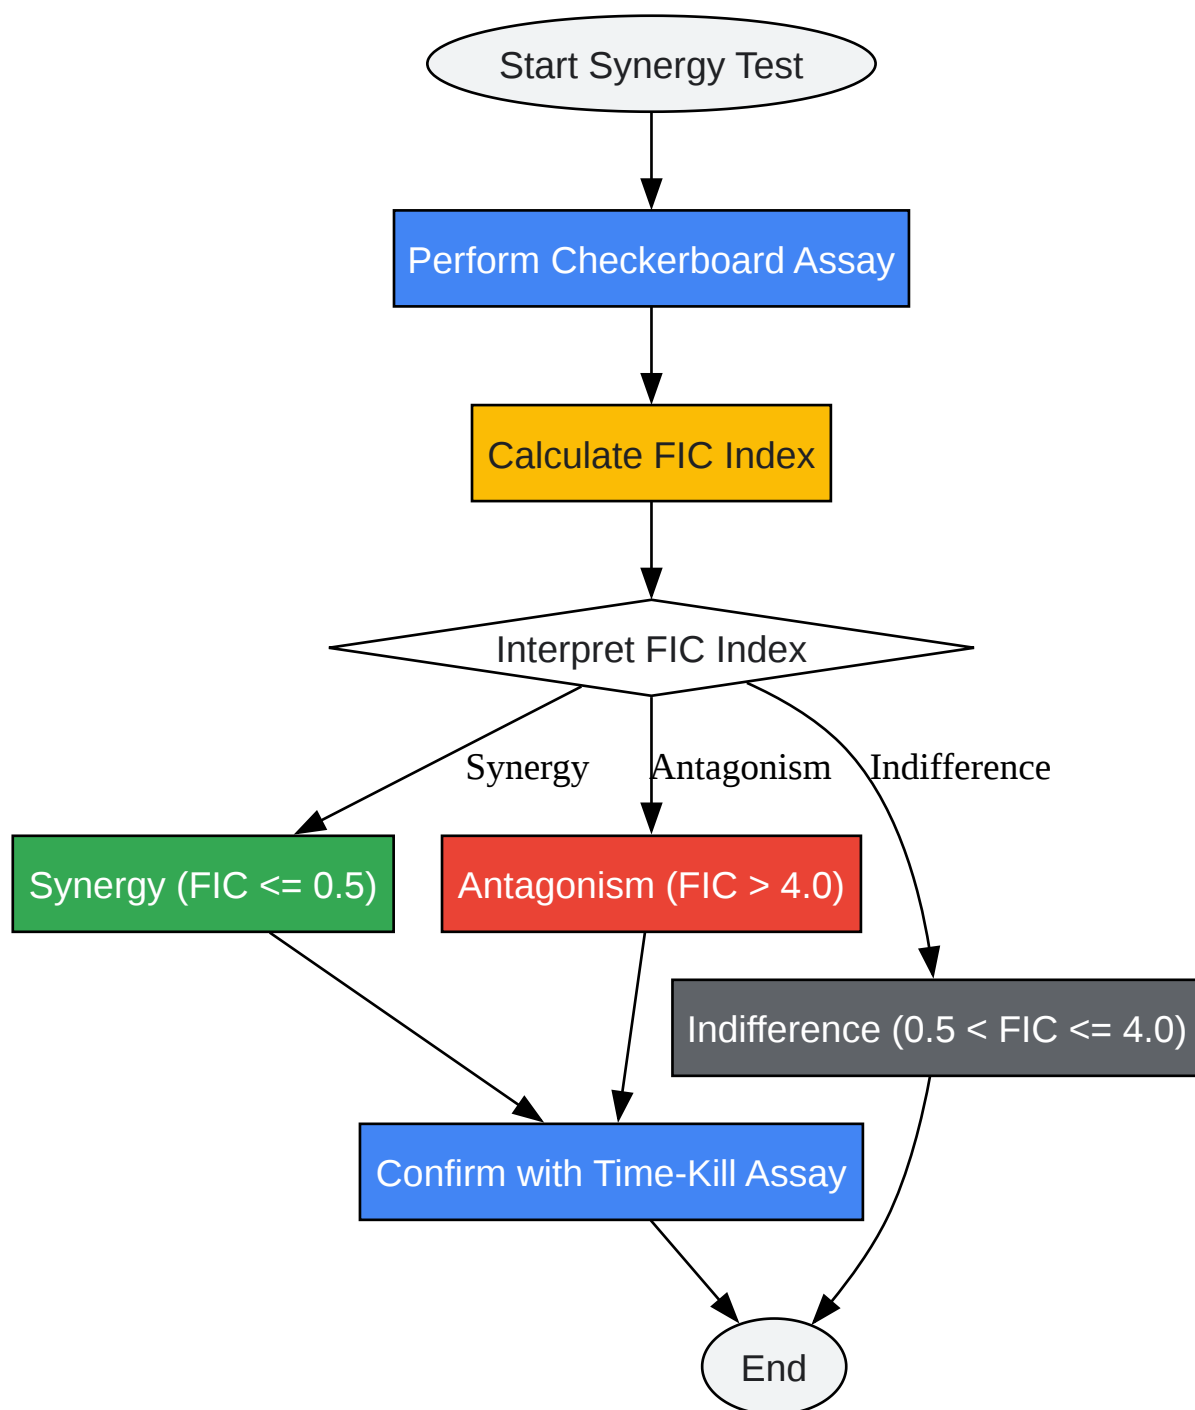 Start Synergy Test
Perform Checkerboard Assay
Calculate FIC Index
Interpret FIC Index
Synergy
Antagonism
Indifference
Synergy (FIC <= 0.5)
Antagonism (FIC > 4.0)
Indifference (0.5 < FIC <= 4.0)
Confirm with Time-Kill Assay
End